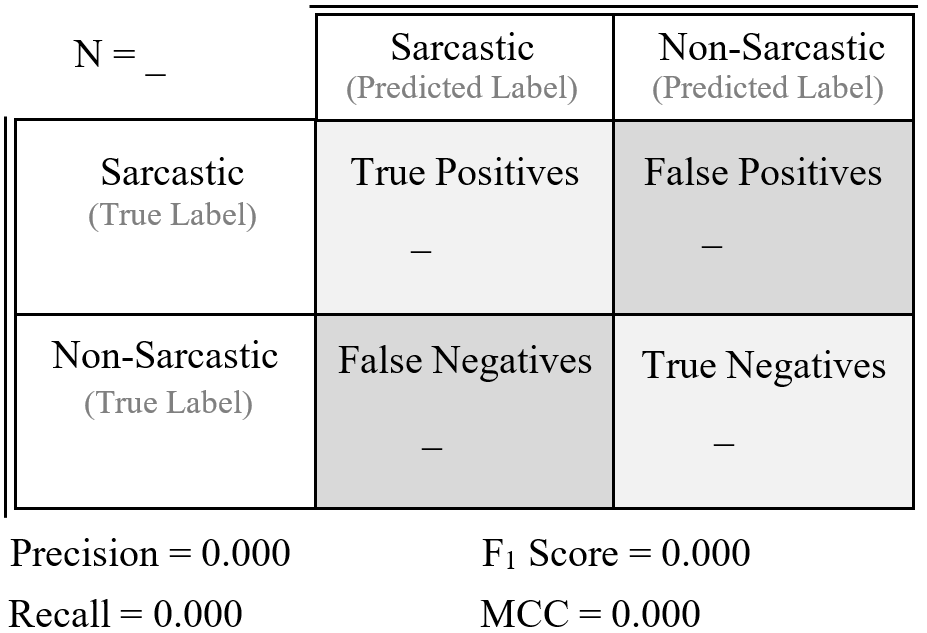 N = _
Sarcastic
(Predicted Label)
Non-Sarcastic
(Predicted Label)
Sarcastic
(True Label)
True Positives
_
False Positives
_
Non-Sarcastic
(True Label)
False Negatives
_
True Negatives
_
Precision = 0.000
F₁ Score = 0.000
Recall = 0.000
MCC = 0.000